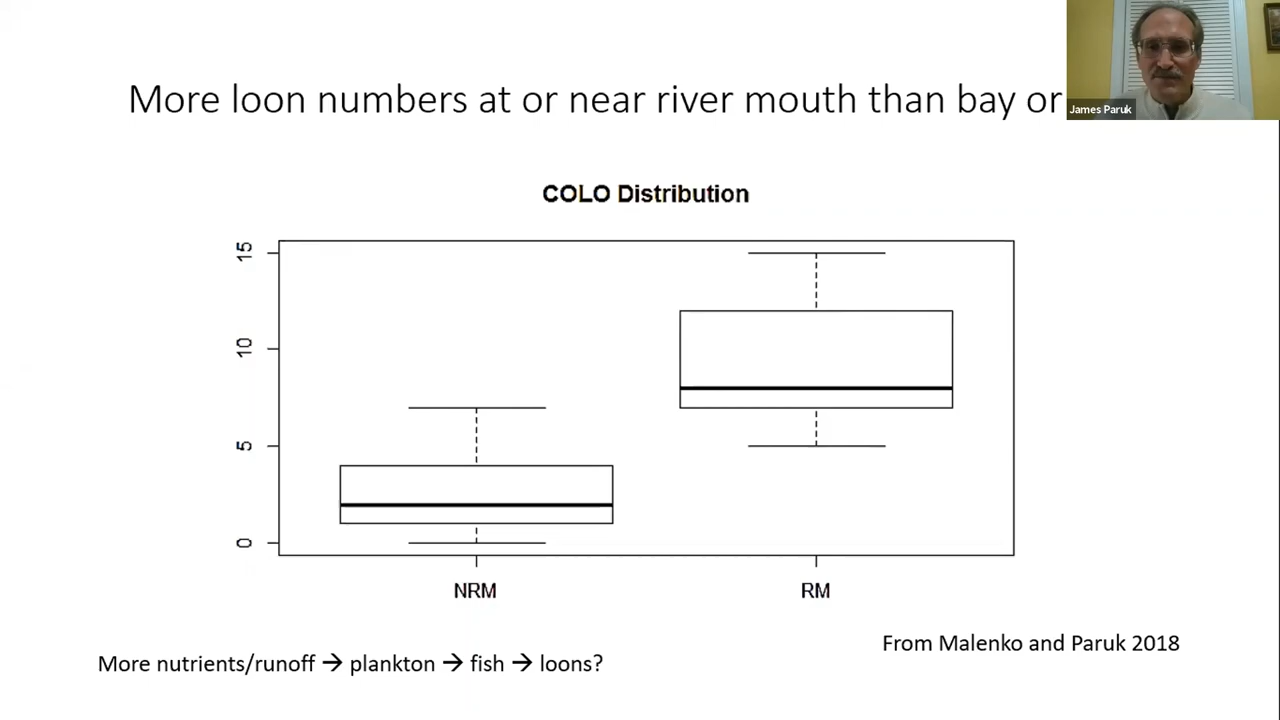 More loon numbers at or near river mouth than bay or
James Paruk
COLO Distribution
15
10
5
0
NRM
RM
From Malenko and Paruk 2018
More nutrients/runoff → plankton → fish → loons?